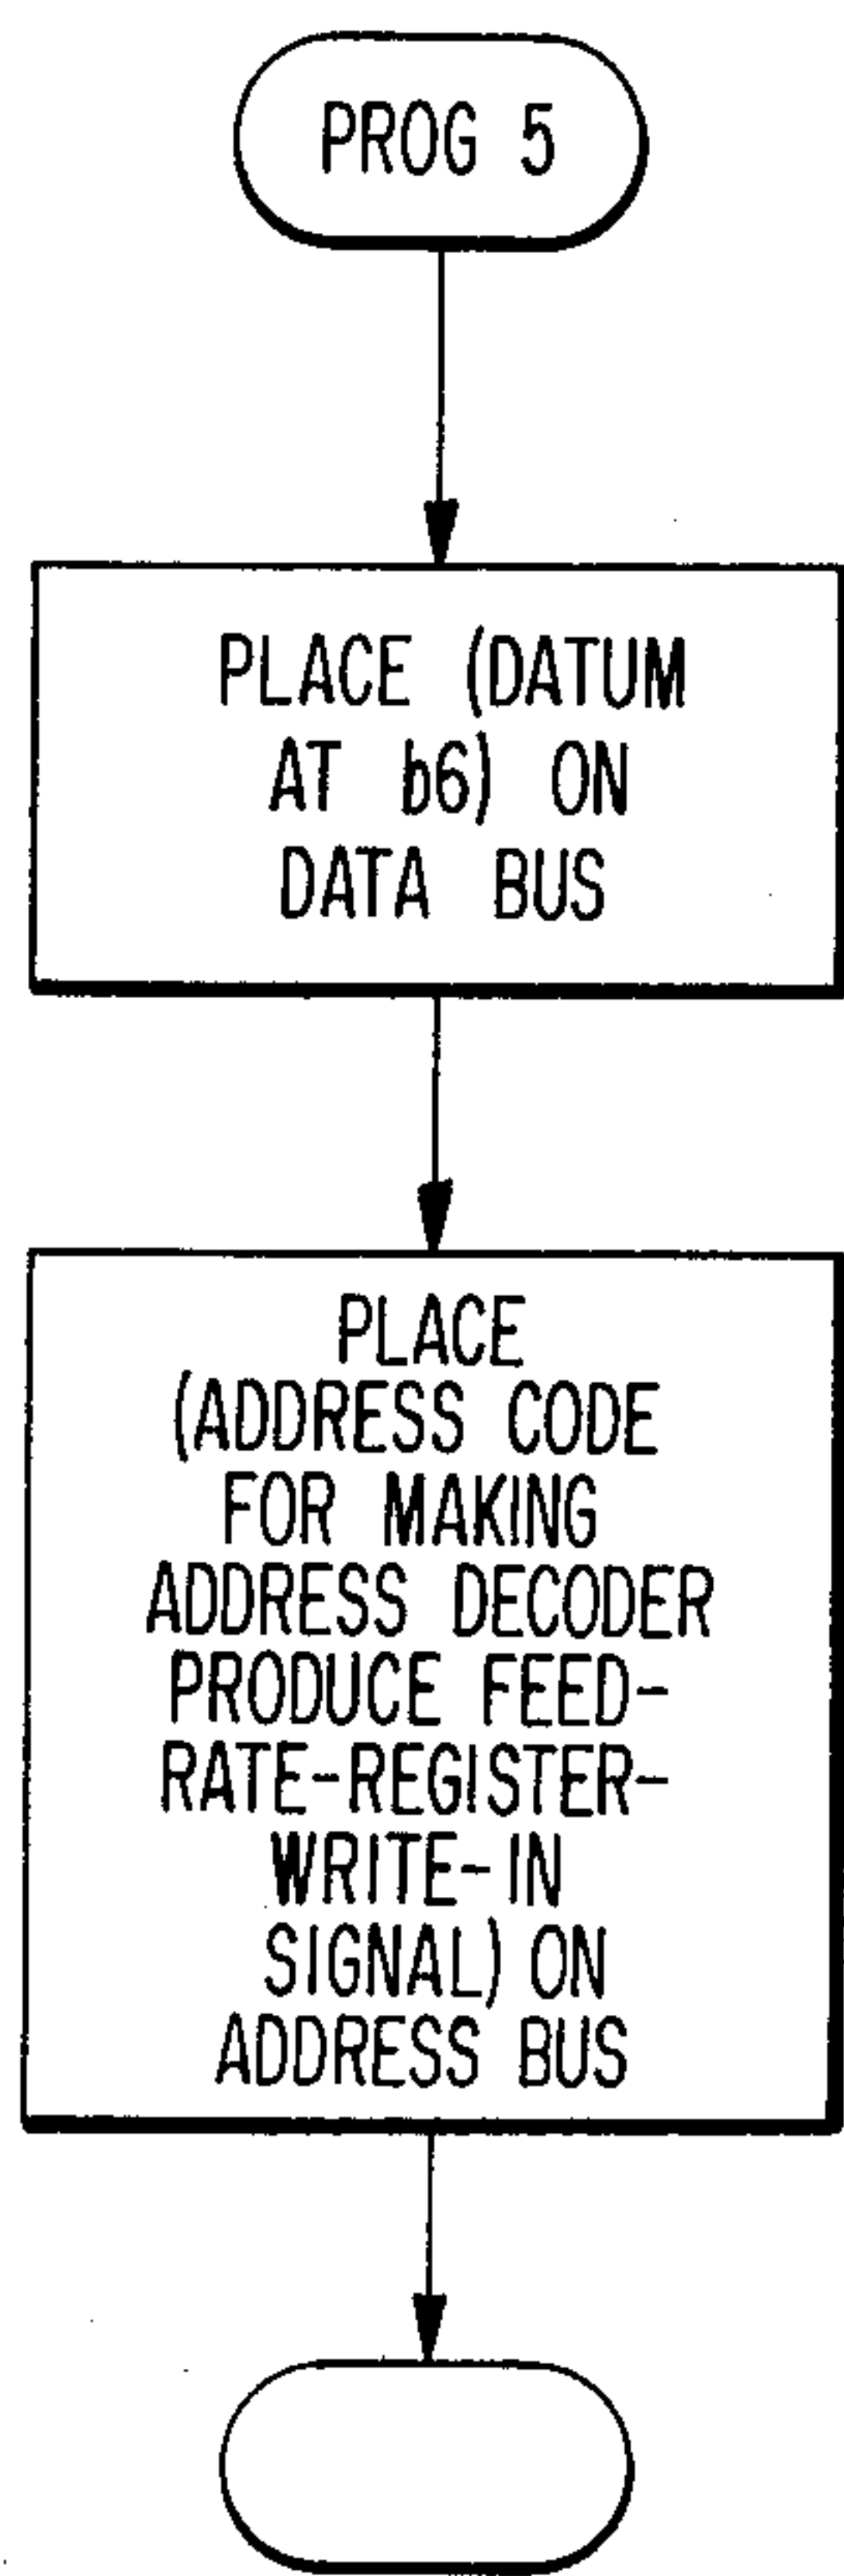 PROG 5
PLACE (DATUM
AT b6) ON
DATA BUS
PLACE
(ADDRESS CODE
FOR MAKING
ADDRESS DECODER
PRODUCE FEED-
RATE-REGISTER-
WRITE-IN
SIGNAL) ON
ADDRESS BUS